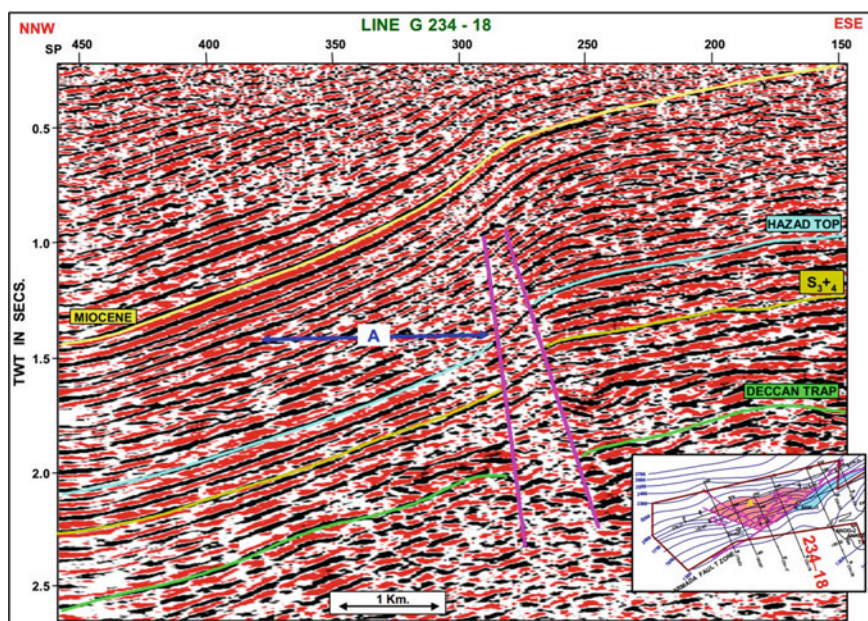 NNW
LINE G 234 - 18
ESE
SP
450
400
350
300
250
200
150
0.5
1.0
1.5
2.0
2.5
TWT IN SECS.
HAZAD TOP
S3+4
MIOCENE
A
DECCAN TRAP
1 Km.
234-18